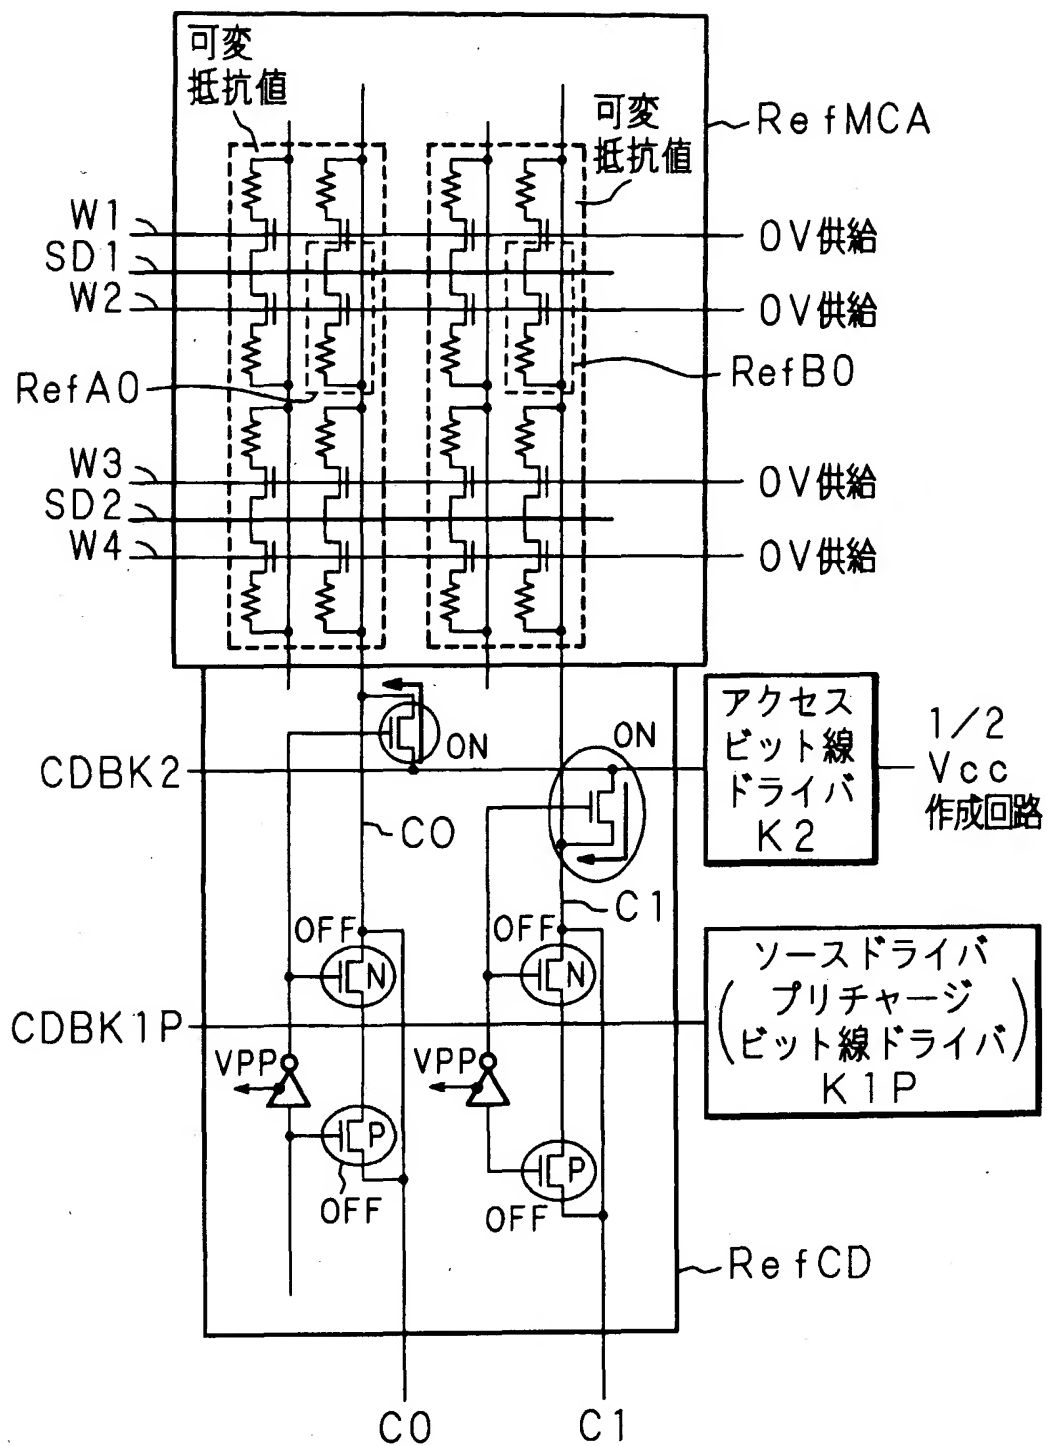 可変
抵抗値
可変
抵抗値
RefMCA
W1
0V供給
SD1
W2
0V供給
RefA0
RefB0
W3
0V供給
SD2
W4
0V供給
ON
ON
CDBK2
アクセス
ビット線
ドライバ
K2
1/2
Vcc
作成回路
C0
C1
OFF
OFF
N
N
CDBK1P
ソースドライバ
(プリチャージ
ビット線ドライバ)
K1P
VPP
VPP
P
P
OFF
OFF
RefCD
C0
C1